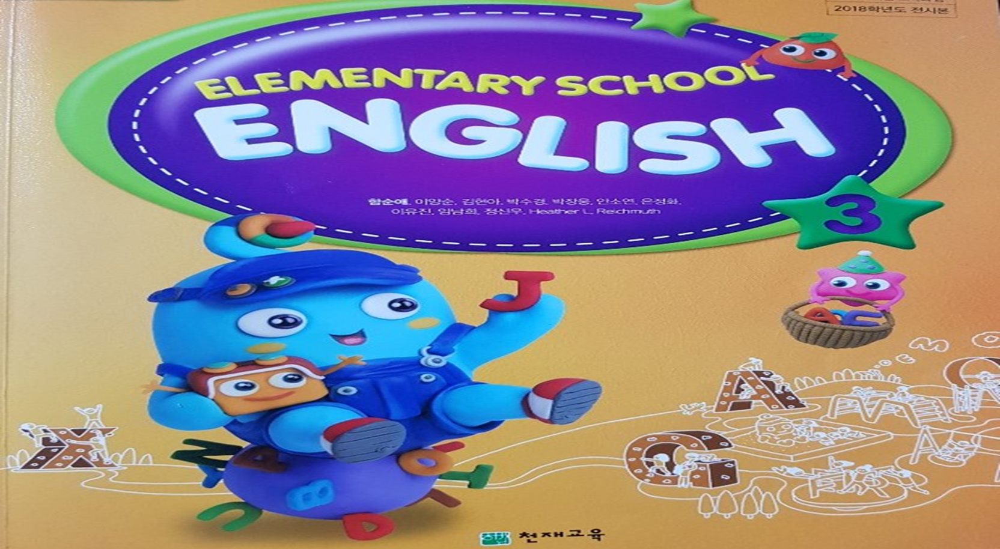 2018학년도 전시본
ELEMENTARY SCHOOL
ENGLISH
함순애, 이양순, 김현아, 박수경, 박장웅, 안소연, 은정화,
이유진, 임남희, 정신우, Heather L. Reichmuth
3
J
A B C
천재교육